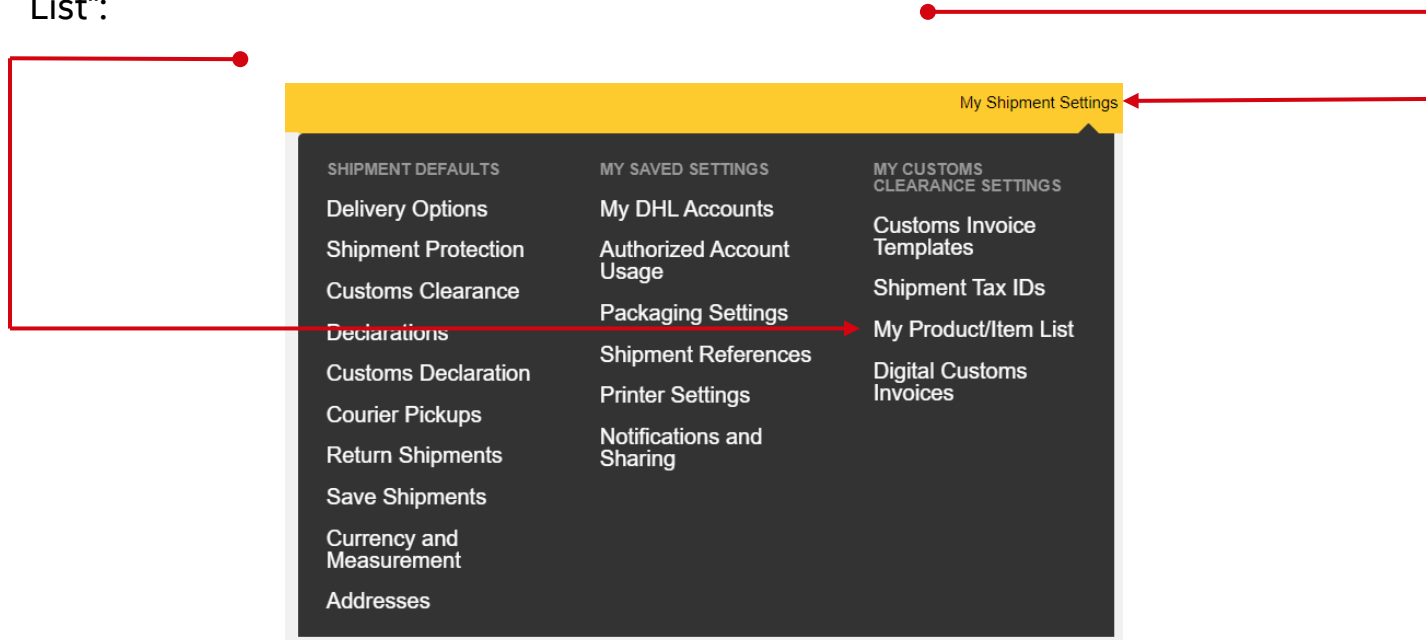 List":
My Shipment Settings
SHIPMENT DEFAULTS
Delivery Options
Shipment Protection
Customs Clearance
Declarations
Customs Declaration
Courier Pickups
Return Shipments
Save Shipments
Currency and
Measurement
Addresses
MY SAVED SETTINGS
My DHL Accounts
Authorized Account
Usage
Packaging Settings
Shipment References
Printer Settings
Notifications and
Sharing
MY CUSTOMS
CLEARANCE SETTINGS
Customs Invoice
Templates
Shipment Tax IDs
My Product/Item List
Digital Customs
Invoices